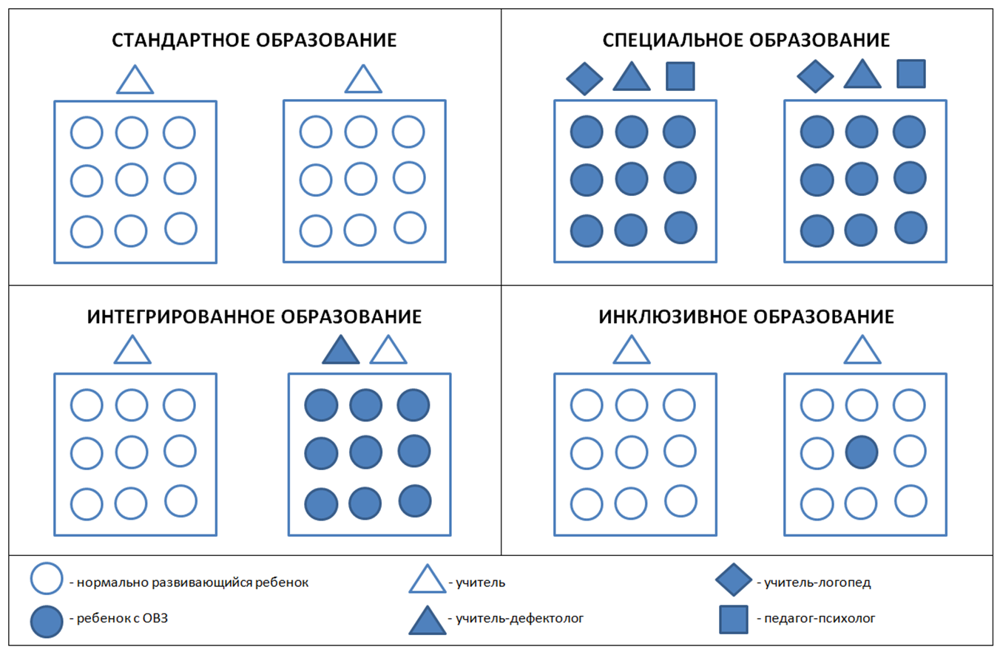 СТАНДАРТНОЕ ОБРАЗОВАНИЕ
СПЕЦИАЛЬНОЕ ОБРАЗОВАНИЕ
ИНТЕГРИРОВАННОЕ ОБРАЗОВАНИЕ
ИНКЛЮЗИВНОЕ ОБРАЗОВАНИЕ
- нормально развивающийся ребенок
- учитель
- учитель-логопед
- ребенок с ОВЗ
- учитель-дефектолог
- педагог-психолог